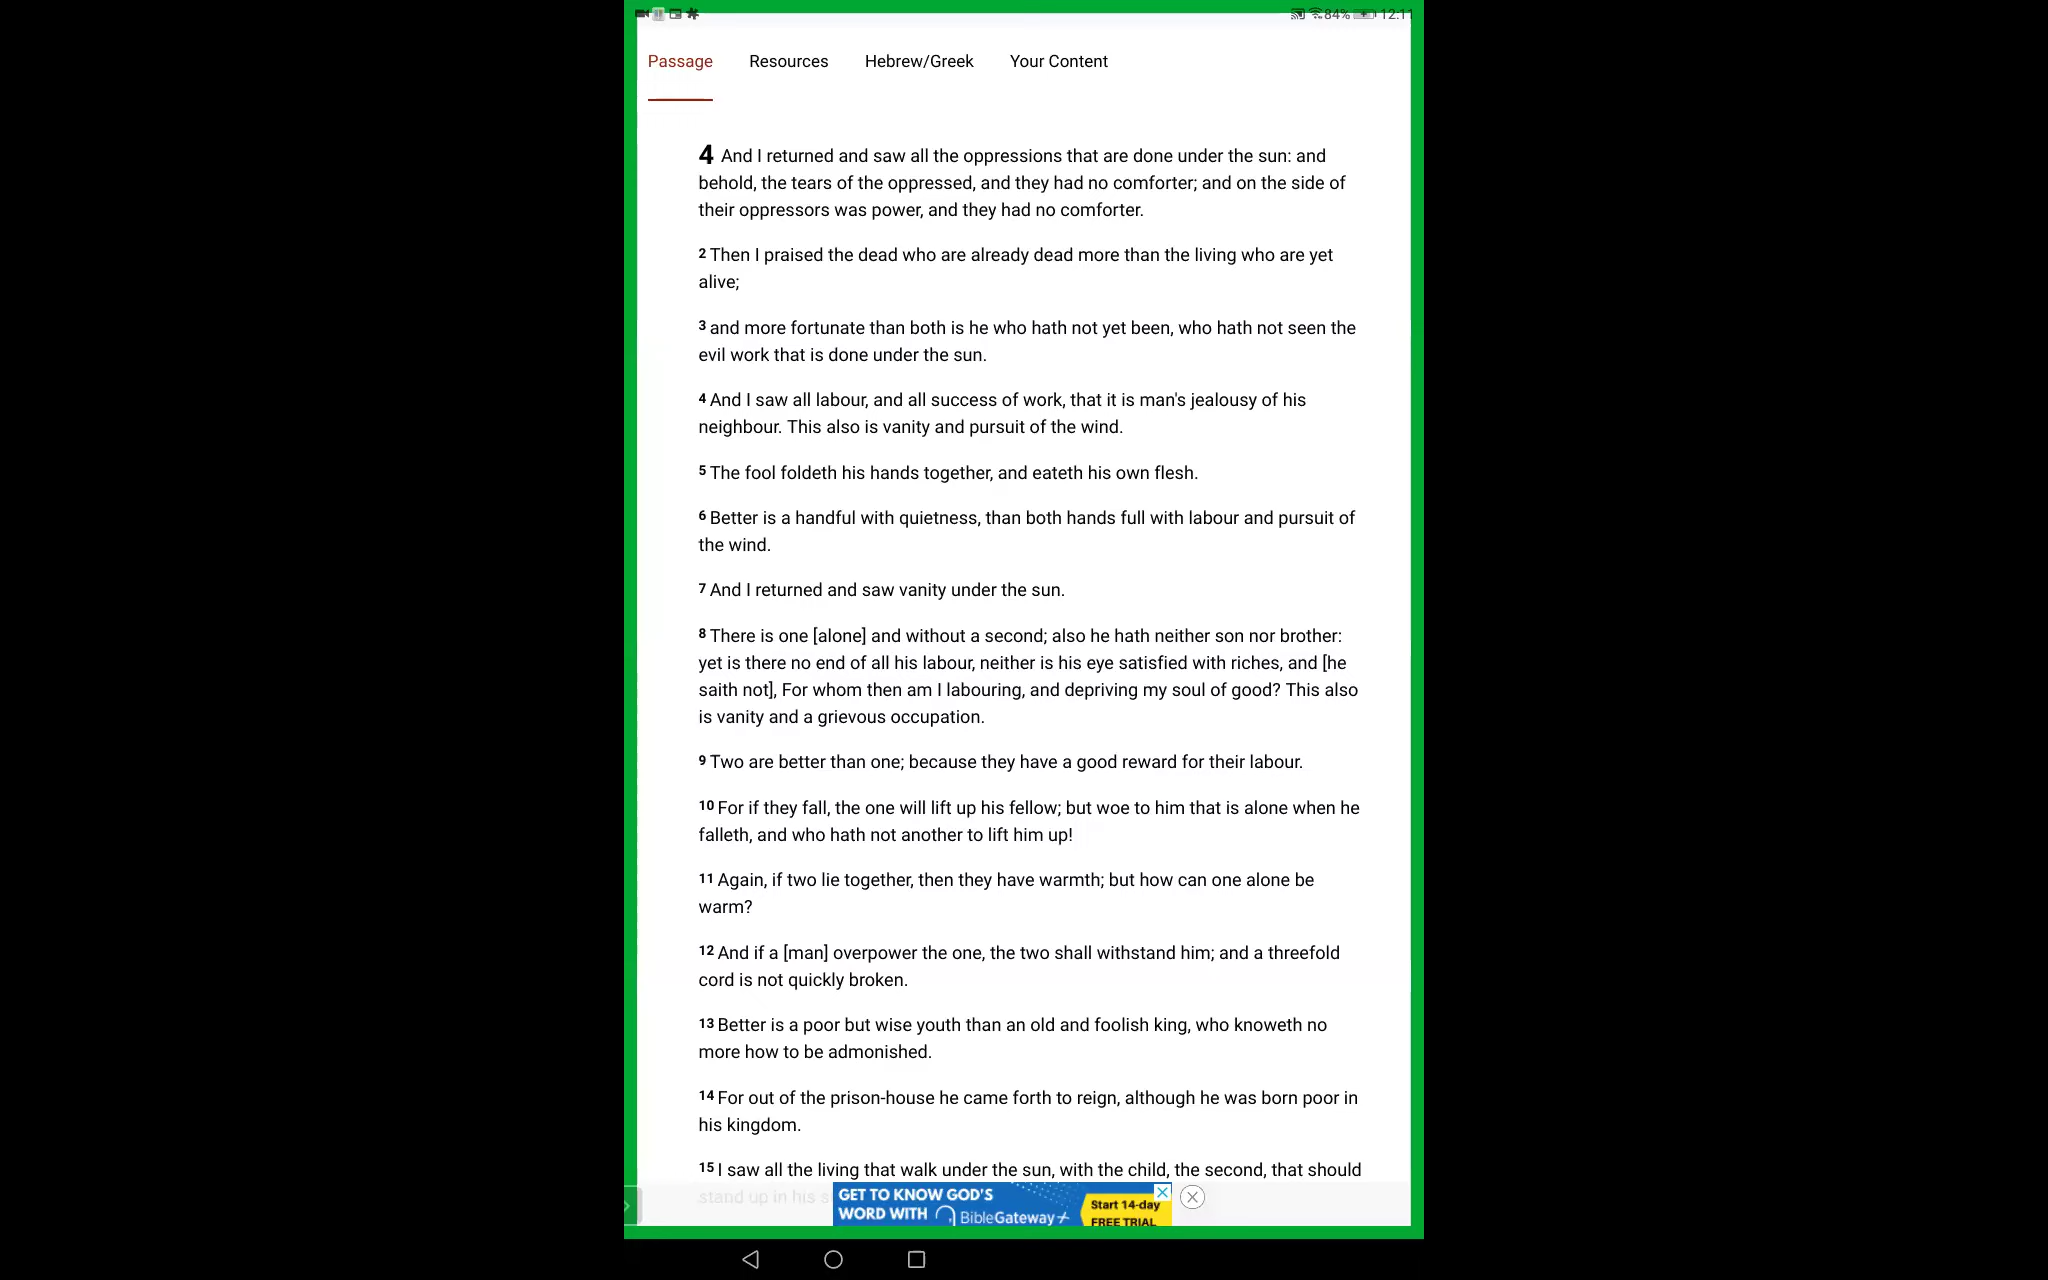 84% 12:11
Passage Resources Hebrew/Greek Your Content
4 And I returned and saw all the oppressions that are done under the sun: and
behold, the tears of the oppressed, and they had no comforter; and on the side of
their oppressors was power, and they had no comforter.
2 Then I praised the dead who are already dead more than the living who are yet
alive;
3 and more fortunate than both is he who hath not yet been, who hath not seen the
evil work that is done under the sun.
4 And I saw all labour, and all success of work, that it is man's jealousy of his
neighbour. This also is vanity and pursuit of the wind.
5 The fool foldeth his hands together, and eateth his own flesh.
6 Better is a handful with quietness, than both hands full with labour and pursuit of
the wind.
7 And I returned and saw vanity under the sun.
8 There is one [alone] and without a second; also he hath neither son nor brother:
yet is there no end of all his labour, neither is his eye satisfied with riches, and [he
saith not], For whom then am I labouring, and depriving my soul of good? This also
is vanity and a grievous occupation.
9 Two are better than one; because they have a good reward for their labour.
10 For if they fall, the one will lift up his fellow; but woe to him that is alone when he
falleth, and who hath not another to lift him up!
11 Again, if two lie together, then they have warmth; but how can one alone be
warm?
12 And if a [man] overpower the one, the two shall withstand him; and a threefold
cord is not quickly broken.
13 Better is a poor but wise youth than an old and foolish king, who knoweth no
more how to be admonished.
14 For out of the prison-house he came forth to reign, although he was born poor in
his kingdom.
15 I saw all the living that walk under the sun, with the child, the second, that should
stand up in his
GET TO KNOW GOD'S
WORD WITH BibleGateway+
Start 14-day
FREE TRIAL